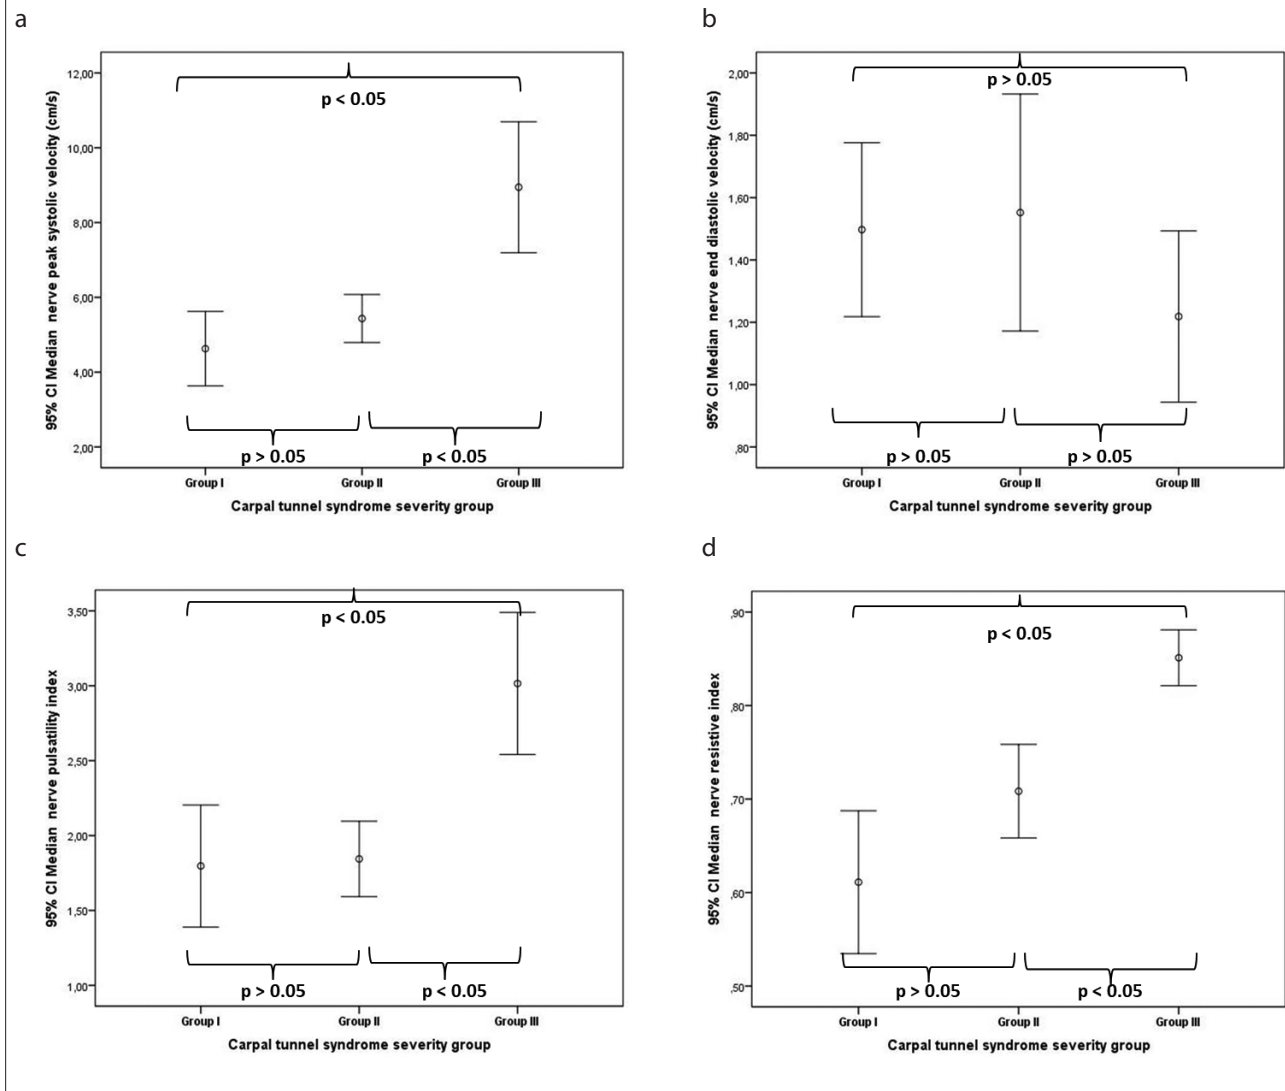 a
12,00
10,00
8,00
6,00
4,00
2,00
95% CI Median nerve peak systolic velocity (cm/s)
p < 0.05
p > 0.05
p < 0.05
Group I
Group II
Group III
Carpal tunnel syndrome severity group
b
2,00
1,80
1,60
1,40
1,20
1,00
,80
95% CI Median nerve end diastolic velocity (cm/s)
p > 0.05
p > 0.05
p > 0.05
Group I
Group II
Group III
Carpal tunnel syndrome severity group
c
3,50
3,00
2,50
2,00
1,50
1,00
95% CI Median nerve pulsatility index
p < 0.05
p > 0.05
p < 0.05
Group I
Group II
Group III
Carpal tunnel syndrome severity group
d
,90
,80
,70
,60
,50
95% CI Median nerve resistive index
p < 0.05
p > 0.05
p < 0.05
Group I
Group II
Group III
Carpal tunnel syndrome severity group